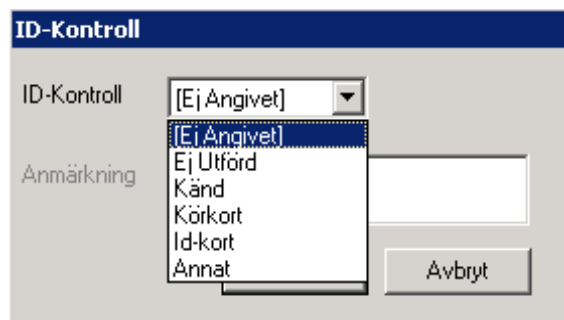 ID-Kontroll
ID-Kontroll
[Ej Angivet]
[Ej Angivet]
Ej Utförd
Anmärkning
Känd
Körkort
Id-kort
Annat
Avbryt